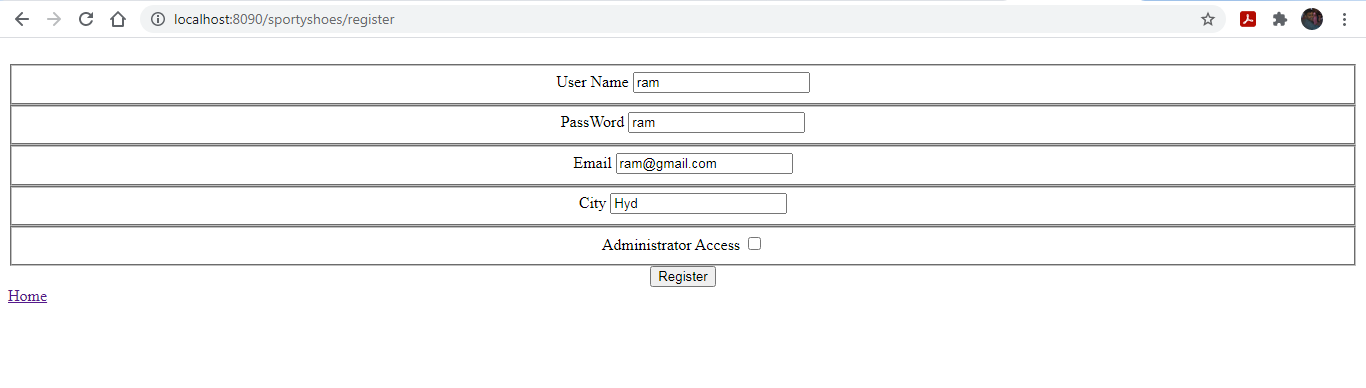 localhost:8090/sportyshoes/register
User Name ram
PassWord ram
Email ram@gmail.com
City Hyd
Administrator Access
Register
Home